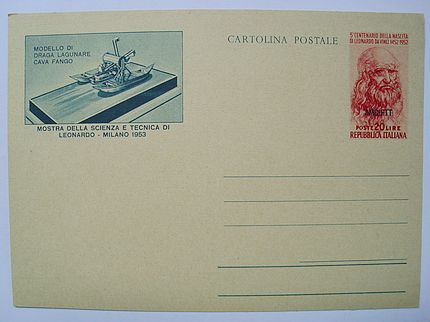 MODELLO DI
DRAGA LAGUNARE
CAVA FANGO
MOSTRA DELLA SCIENZA E TECNICA DI
LEONARDO - MILANO 1953
CARTOLINA POSTALE
5° CENTENARIO DELLA NASCITA
DI LEONARDO DA VINCI 1452-1952
POSTE 20 LIRE
REPUBBLICA ITALIANA